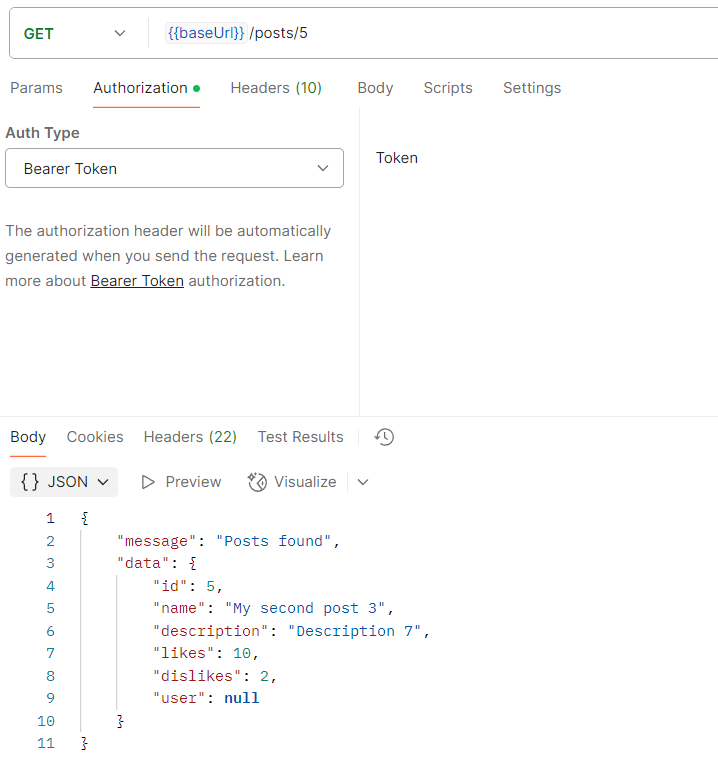 GET {{baseUrl}}/posts/5
Params Authorization Headers (10) Body Scripts Settings
Auth Type
Bearer Token
The authorization header will be automatically
generated when you send the request. Learn
more about Bearer Token authorization.
Token
Body Cookies Headers (22) Test Results
{} JSON Preview Visualize
1 {
2 "message": "Posts found",
3 "data": {
4 "id": 5,
5 "name": "My second post 3",
6 "description": "Description 7",
7 "likes": 10,
8 "dislikes": 2,
9 "user": null
10 }
11 }